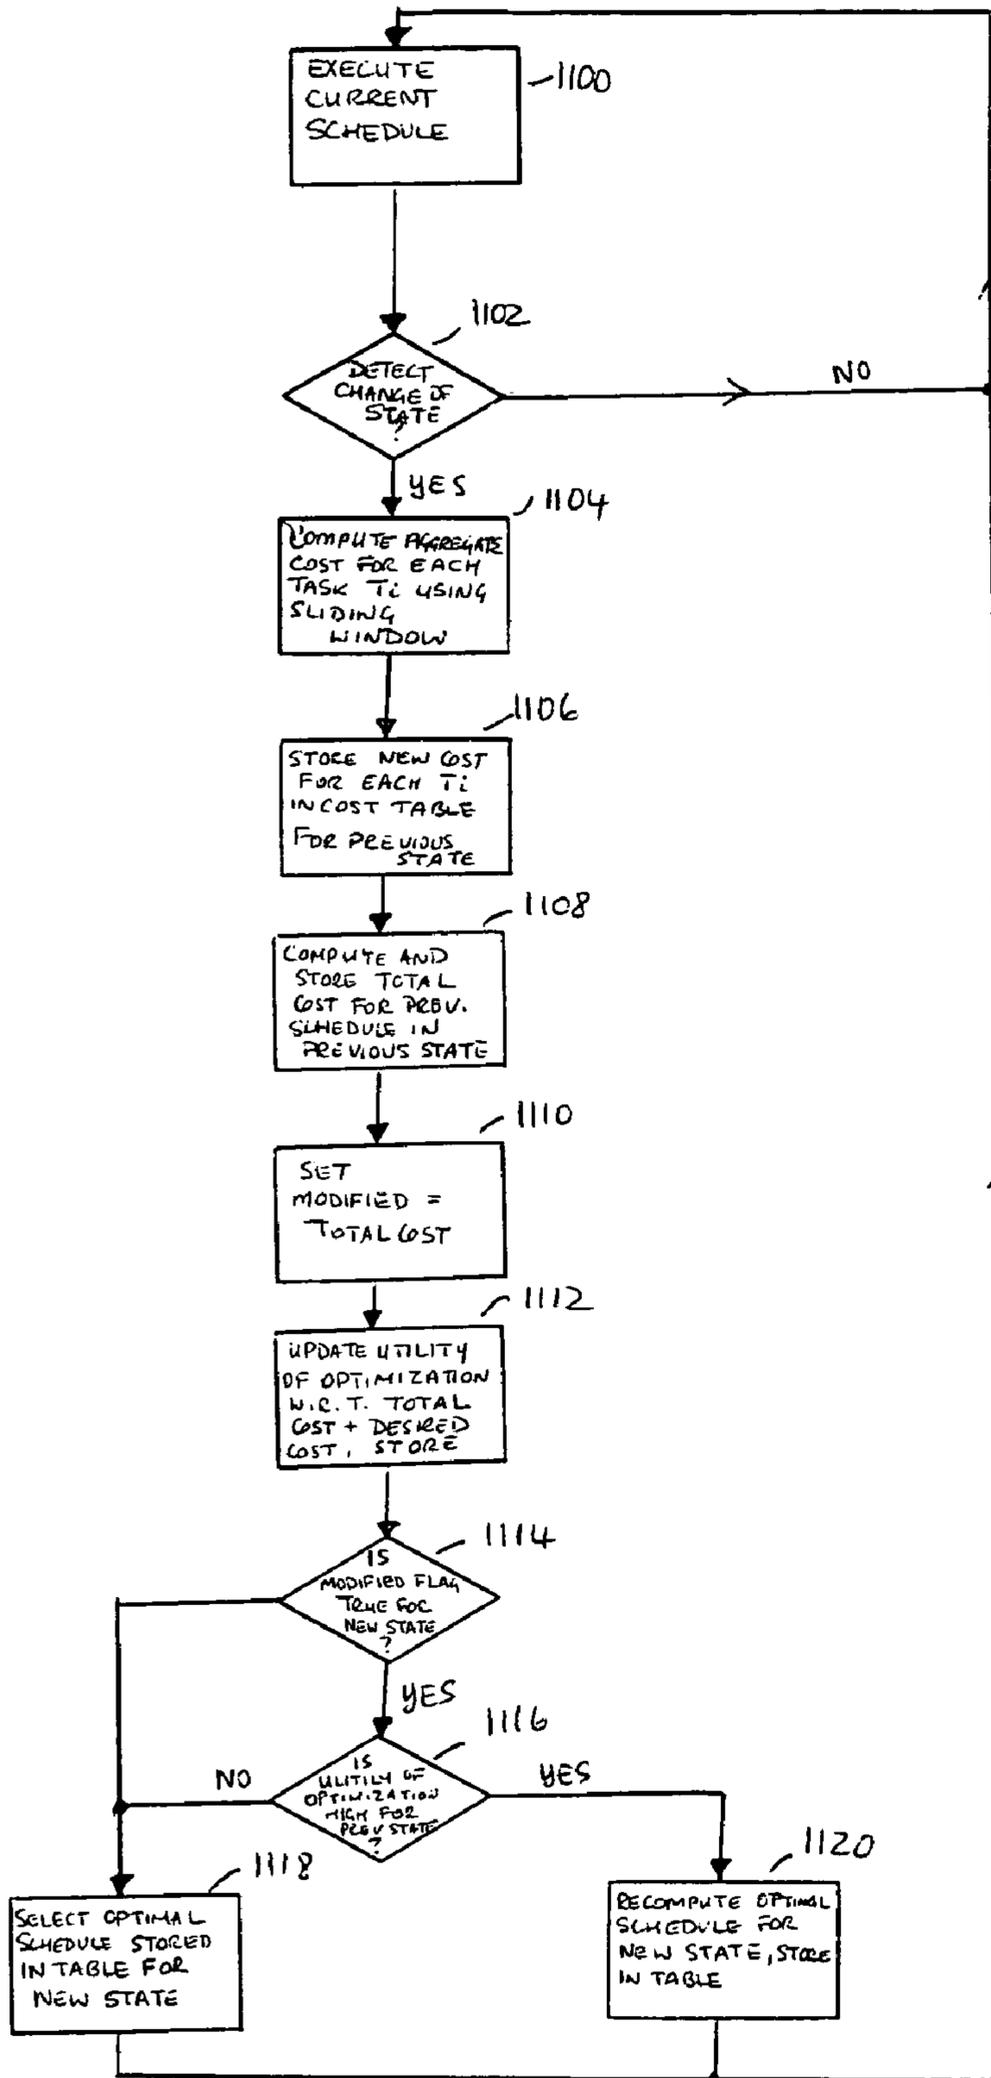 EXECUTE
CURRENT
SCHEDULE
1100
1102
DETECT
CHANGE OF
STATE
?
NO
YES
1104
COMPUTE AGGREGATE
COST FOR EACH
TASK Ti USING
SLIDING
WINDOW
1106
STORE NEW COST
FOR EACH Ti
IN COST TABLE
FOR PREVIOUS
STATE
1108
COMPUTE AND
STORE TOTAL
COST FOR PREV.
SCHEDULE IN
PREVIOUS STATE
1110
SET
MODIFIED =
TOTAL COST
1112
UPDATE UTILITY
OF OPTIMIZATION
W.R.T. TOTAL
COST + DESIRED
COST, STORE
1114
IS
MODIFIED FLAG
TRUE FOR
NEW STATE
?
YES
1116
IS
ULITILY OF
OPTIMIZATION
HIGH FOR
PREV STATE
?
NO
YES
1118
SELECT OPTIMAL
SCHEDULE STORED
IN TABLE FOR
NEW STATE
1120
RECOMPUTE OPTIMAL
SCHEDULE FOR
NEW STATE, STORE
IN TABLE